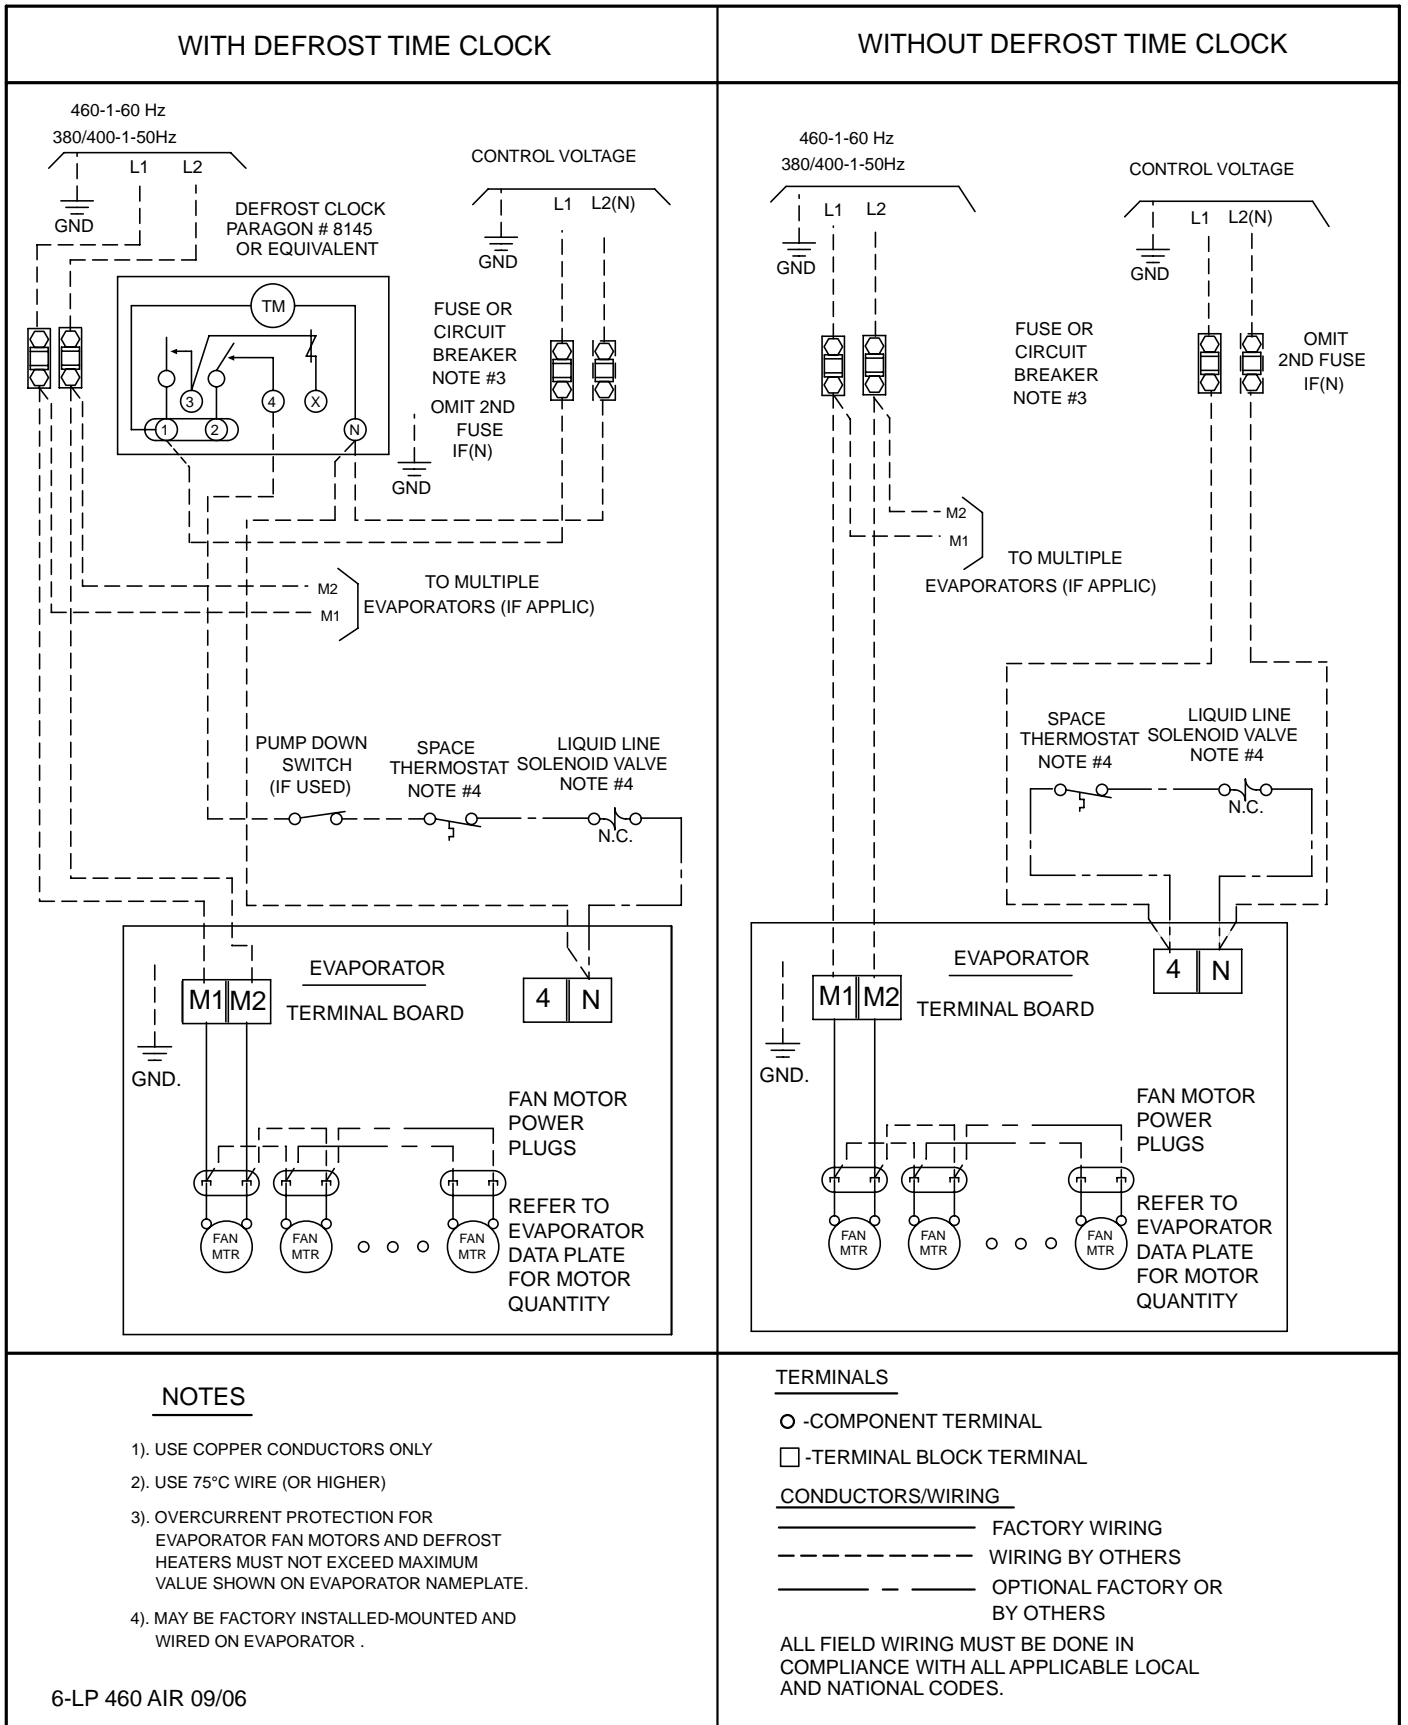 WITH DEFROST TIME CLOCK
460-1-60 Hz
380/400-1-50Hz
L1 L2
GND
DEFROST CLOCK
PARAGON # 8145
OR EQUIVALENT
CONTROL VOLTAGE
L1 L2(N)
GND
TM
3 4 X
1 2 N
FUSE OR
CIRCUIT
BREAKER
NOTE #3
OMIT 2ND
FUSE
IF(N)
GND
M2
M1
TO MULTIPLE
EVAPORATORS (IF APPLIC)
PUMP DOWN
SWITCH
(IF USED)
SPACE
THERMOSTAT
NOTE #4
LIQUID LINE
SOLENOID VALVE
NOTE #4
N.C.
EVAPORATOR
TERMINAL BOARD
M1 M2
4 N
GND.
FAN MOTOR
POWER
PLUGS
FAN
MTR
FAN
MTR
FAN
MTR
REFER TO
EVAPORATOR
DATA PLATE
FOR MOTOR
QUANTITY
WITHOUT DEFROST TIME CLOCK
460-1-60 Hz
380/400-1-50Hz
L1 L2
GND
CONTROL VOLTAGE
L1 L2(N)
GND
FUSE OR
CIRCUIT
BREAKER
NOTE #3
OMIT
2ND FUSE
IF(N)
M2
M1
TO MULTIPLE
EVAPORATORS (IF APPLIC)
SPACE
THERMOSTAT
NOTE #4
LIQUID LINE
SOLENOID VALVE
NOTE #4
N.C.
EVAPORATOR
TERMINAL BOARD
M1 M2
4 N
GND.
FAN MOTOR
POWER
PLUGS
FAN
MTR
FAN
MTR
FAN
MTR
REFER TO
EVAPORATOR
DATA PLATE
FOR MOTOR
QUANTITY
NOTES
1). USE COPPER CONDUCTORS ONLY
2). USE 75°C WIRE (OR HIGHER)
3). OVERCURRENT PROTECTION FOR
EVAPORATOR FAN MOTORS AND DEFROST
HEATERS MUST NOT EXCEED MAXIMUM
VALUE SHOWN ON EVAPORATOR NAMEPLATE.
4). MAY BE FACTORY INSTALLED-MOUNTED AND
WIRED ON EVAPORATOR .
6-LP 460 AIR 09/06
TERMINALS
-COMPONENT TERMINAL
-TERMINAL BLOCK TERMINAL
CONDUCTORS/WIRING
FACTORY WIRING
WIRING BY OTHERS
OPTIONAL FACTORY OR
BY OTHERS
ALL FIELD WIRING MUST BE DONE IN
COMPLIANCE WITH ALL APPLICABLE LOCAL
AND NATIONAL CODES.